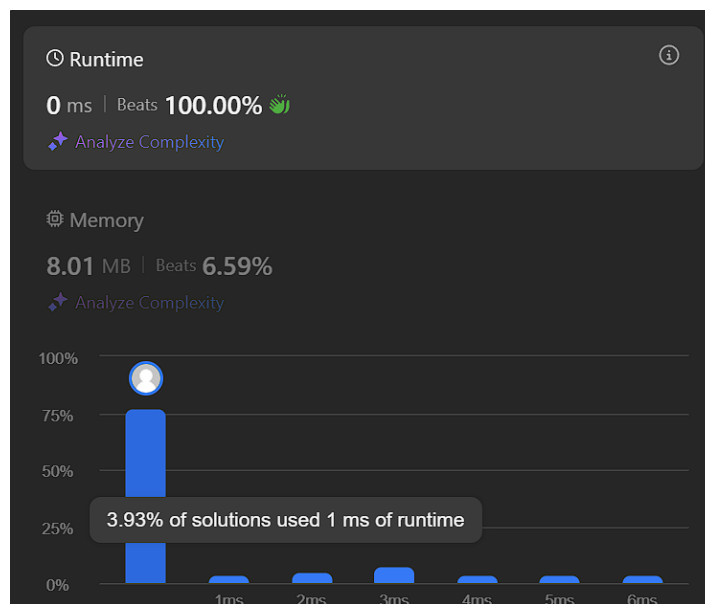 Runtime
0 ms | Beats 100.00%
Analyze Complexity
Memory
8.01 MB | Beats 6.59%
Analyze Complexity
100%
75%
50%
3.93% of solutions used 1 ms of runtime
25%
0%
1ms 2ms 3ms 4ms 5ms 6ms